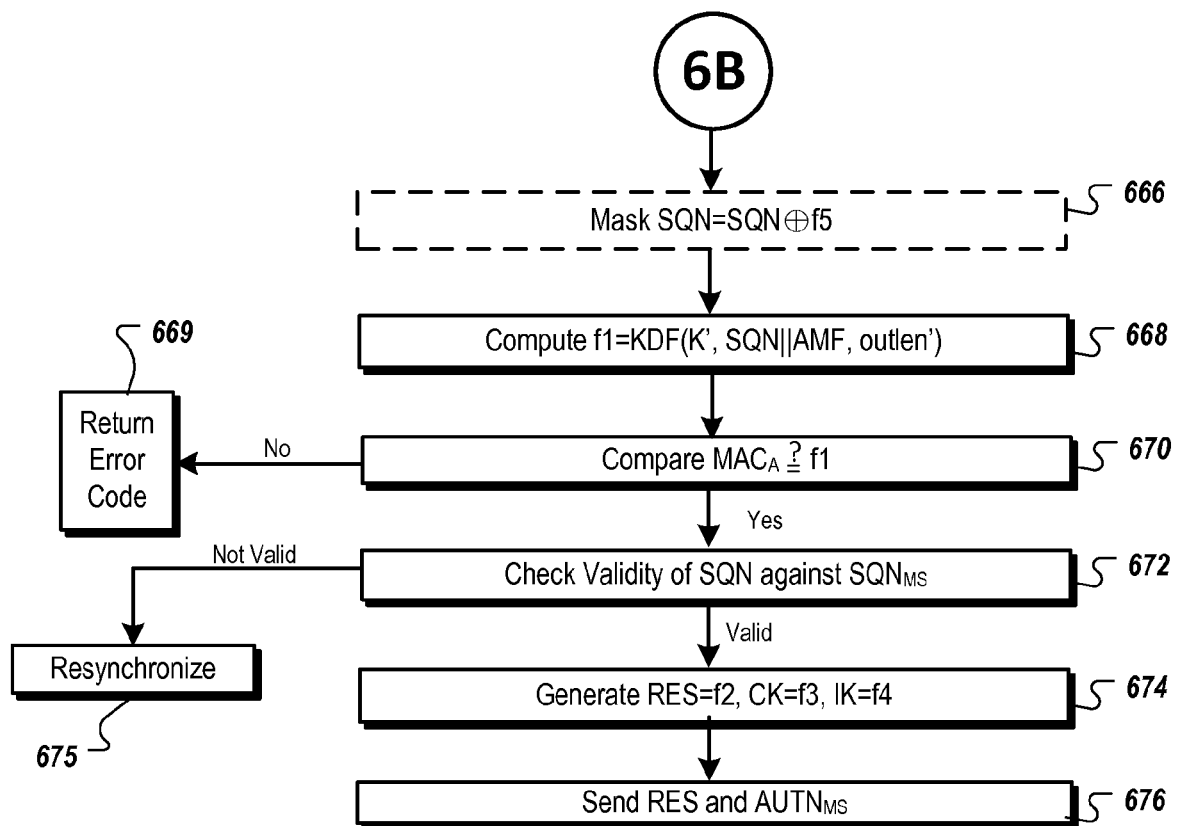 6B
Mask SQN=SQN⊕f5
666
669
Compute f1=KDF(K’, SQN||AMF, outlen’)
668
Return
Error
Code
No
Compare MACA ≟ f1
670
Yes
Not Valid
Check Validity of SQN against SQNMS
672
Valid
Resynchronize
Generate RES=f2, CK=f3, IK=f4
674
675
Send RES and AUTNMS
676